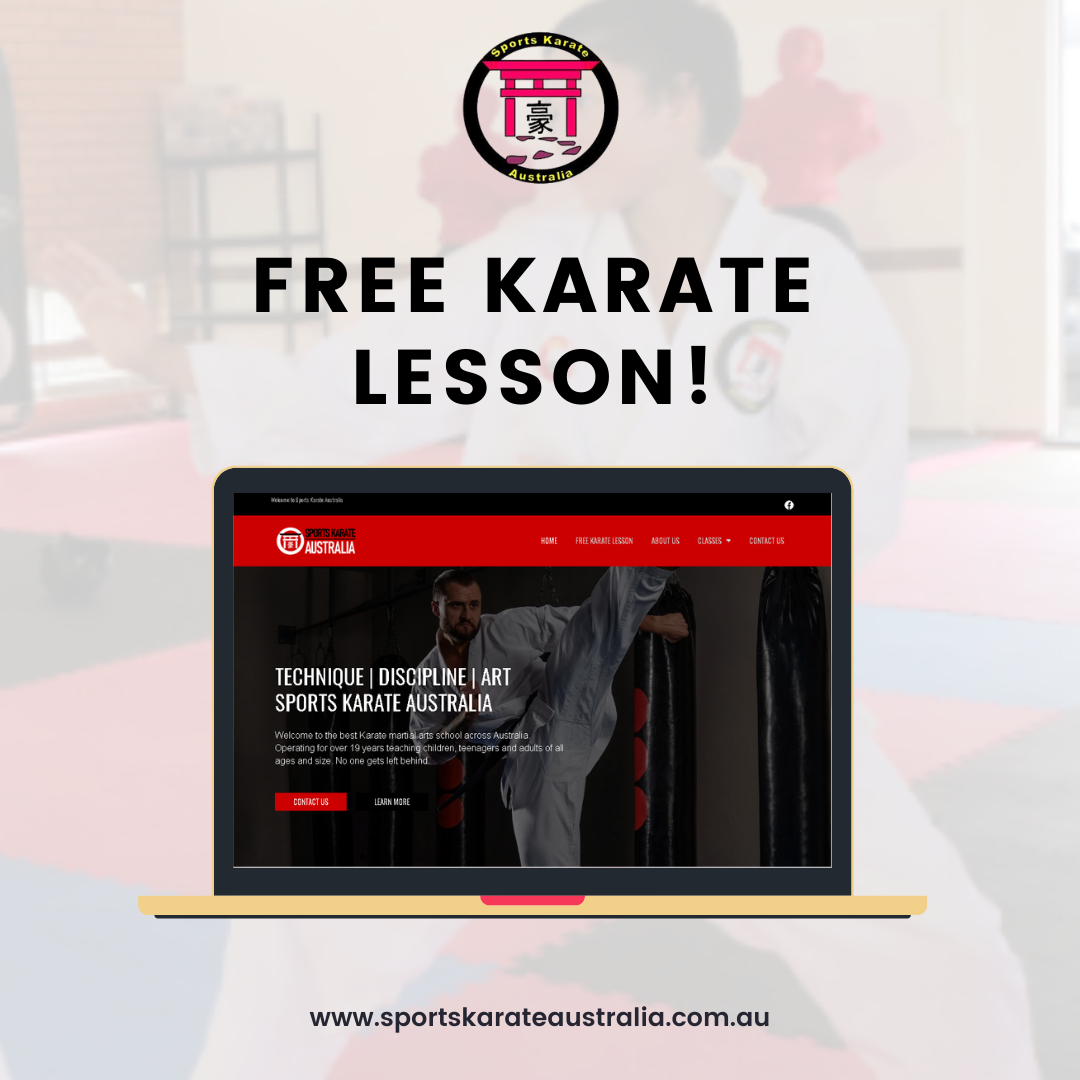 Sports Karate
豪
Australia
FREE KARATE
LESSON!
Welcome to Sports Karate Australia
SPORTS KARATE
AUSTRALIA
HOME FREE KARATE LESSON ABOUT US CLASSES CONTACT US
TECHNIQUE | DISCIPLINE | ART
SPORTS KARATE AUSTRALIA
Welcome to the best Karate martial arts school across Australia.
Operating for over 19 years teaching children, teenagers and adults of all
ages and size. No one gets left behind.
CONTACT US LEARN MORE
www.sportskarateaustralia.com.au